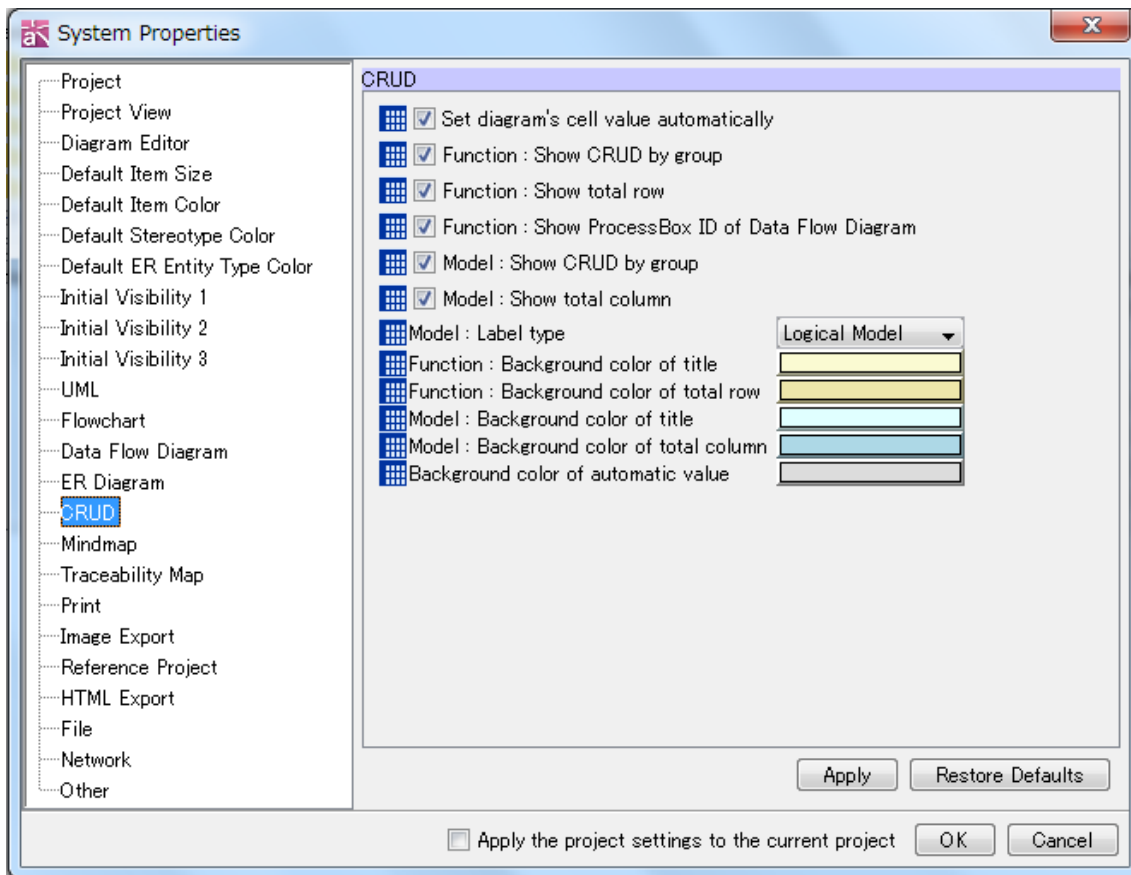 System Properties
Project
Project View
Diagram Editor
Default Item Size
Default Item Color
Default Stereotype Color
Default ER Entity Type Color
Initial Visibility 1
Initial Visibility 2
Initial Visibility 3
UML
Flowchart
Data Flow Diagram
ER Diagram
CRUD
Mindmap
Traceability Map
Print
Image Export
Reference Project
HTML Export
File
Network
Other
CRUD
Set diagram's cell value automatically
Function : Show CRUD by group
Function : Show total row
Function : Show ProcessBox ID of Data Flow Diagram
Model : Show CRUD by group
Model : Show total column
Model : Label type Logical Model
Function : Background color of title
Function : Background color of total row
Model : Background color of title
Model : Background color of total column
Background color of automatic value
Apply Restore Defaults
Apply the project settings to the current project OK Cancel